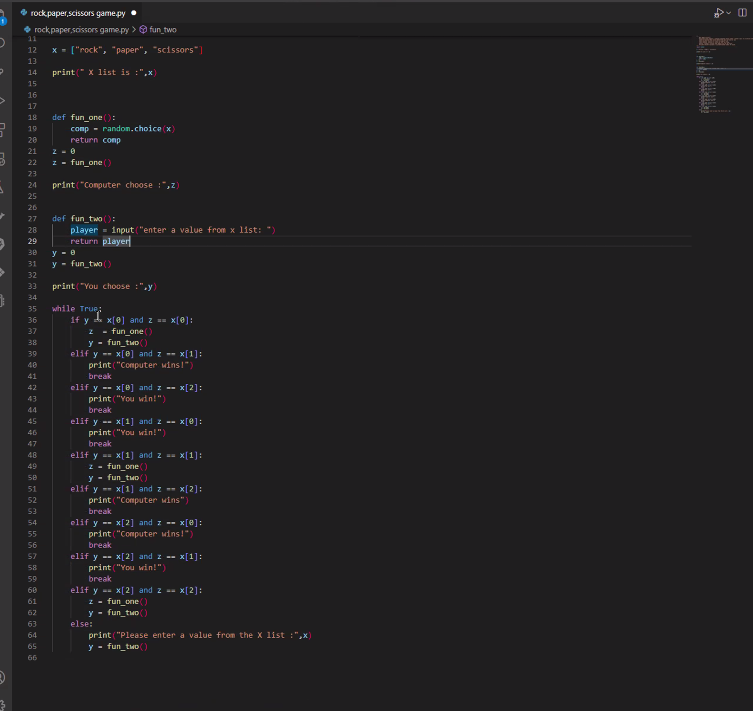 rock,paper,scissors game.py
rock,paper,scissors game.py > fun_two
11
12 x = ["rock", "paper", "scissors"]
13
14 print(" X list is :",x)
15
16
17
18 def fun_one():
19     comp = random.choice(x)
20     return comp
21 z = 0
22 z = fun_one()
23
24 print("Computer choose :",z)
25
26
27 def fun_two():
28     player = input("enter a value from x list: ")
29     return player
30 y = 0
31 y = fun_two()
32
33 print("You choose :",y)
34
35 while True:
36     if y == x[0] and z == x[0]:
37         z  = fun_one()
38         y = fun_two()
39     elif y == x[0] and z == x[1]:
40         print("Computer wins!")
41         break
42     elif y == x[0] and z == x[2]:
43         print("You win!")
44         break
45     elif y == x[1] and z == x[0]:
46         print("You win!")
47         break
48     elif y == x[1] and z == x[1]:
49         z = fun_one()
50         y = fun_two()
51     elif y == x[1] and z == x[2]:
52         print("Computer wins")
53         break
54     elif y == x[2] and z == x[0]:
55         print("Computer wins!")
56         break
57     elif y == x[2] and z == x[1]:
58         print("You win!")
59         break
60     elif y == x[2] and z == x[2]:
61         z = fun_one()
62         y = fun_two()
63     else:
64         print("Please enter a value from the X list :",x)
65         y = fun_two()
66